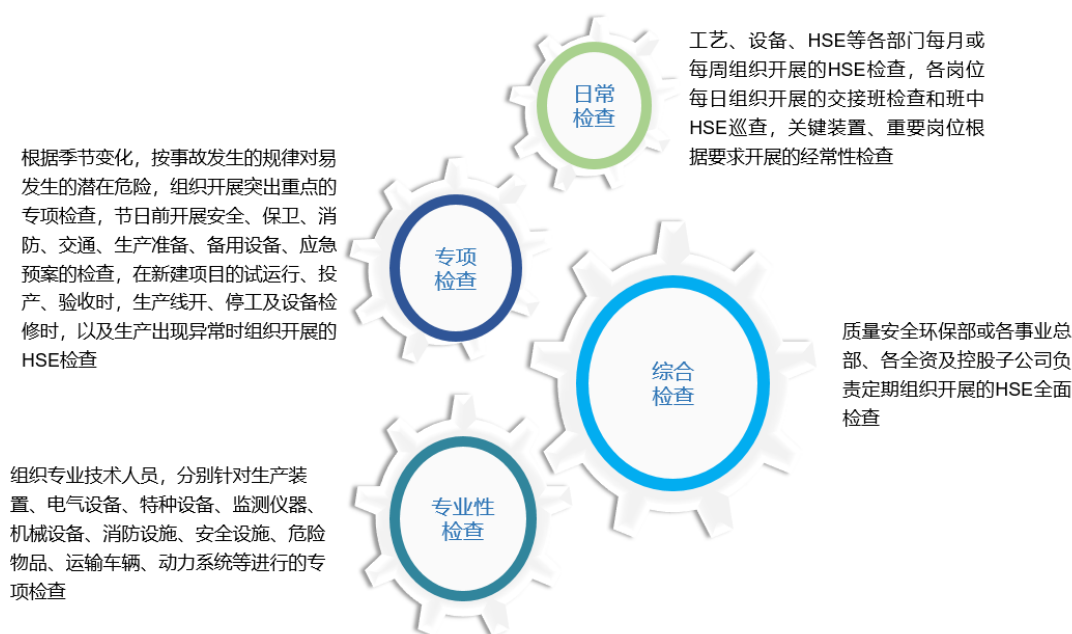 日常
检查
工艺、设备、HSE等各部门每月或
每周组织开展的HSE检查，各岗位
每日组织开展的交接班检查和班中
HSE巡查，关键装置、重要岗位根
据要求开展的经常性检查
根据季节变化，按事故发生的规律对易
发生的潜在危险，组织开展突出重点的
专项检查，节日前开展安全、保卫、消
防、交通、生产准备、备用设备、应急
预案的检查，在新建项目的试运行、投
产、验收时，生产线开、停工及设备检
修时，以及生产出现异常时组织开展的
HSE检查
专项
检查
综合
检查
质量安全环保部或各事业总
部、各全资及控股子公司负
责定期组织开展的HSE全面
检查
组织专业技术人员，分别针对生产装
置、电气设备、特种设备、监测仪器、
机械设备、消防设施、安全设施、危险
物品、运输车辆、动力系统等进行的专
项检查
专业性
检查